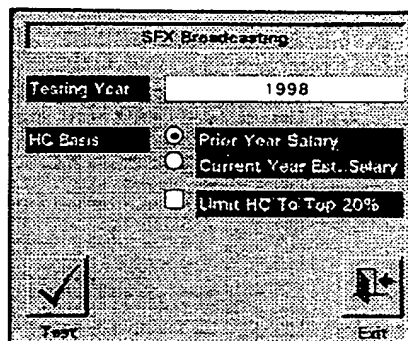 SFX Broadcasting
Testing Year 1998
HC Basis Prior Year Salary
Current Year Est. Salary
Limit HC To Top 20%
Test Exit